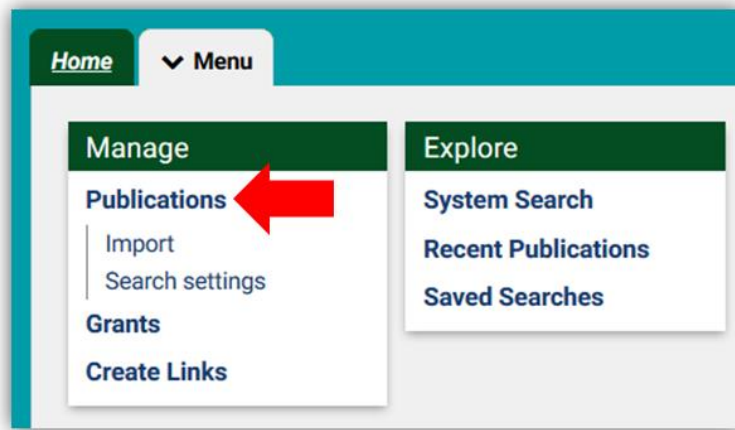 Home
Menu
Manage
Publications
Import
Search settings
Grants
Create Links
Explore
System Search
Recent Publications
Saved Searches